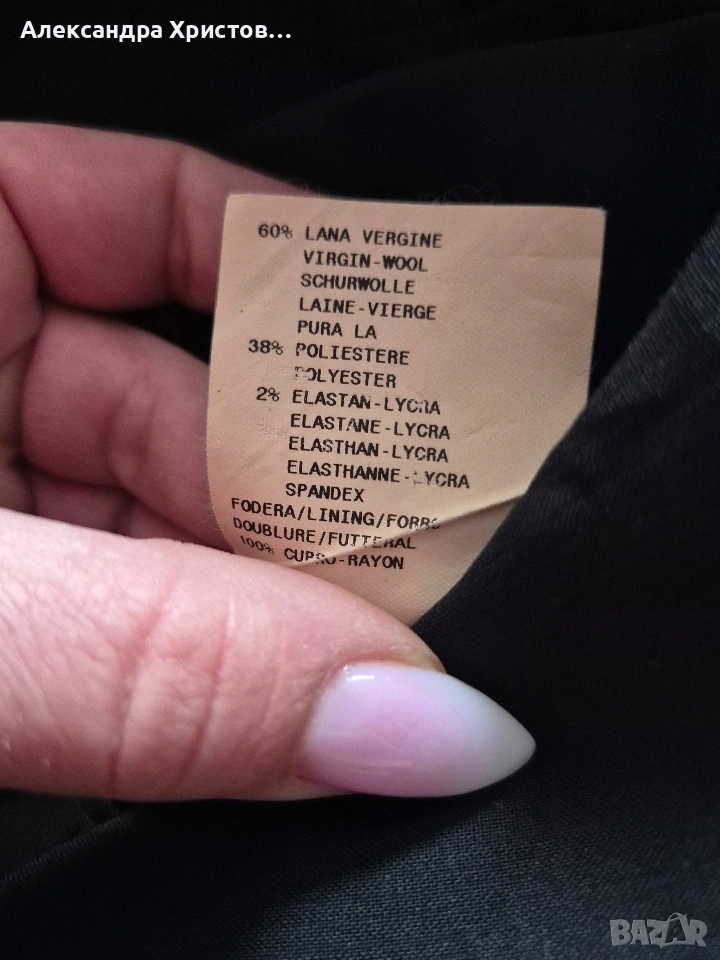 Александра Христов...
60% LANA VERGINE
VIRGIN-WOOL
SCHURWOLLE
LAINE-VIERGE
PURA LA
38% POLIESTERE
POLYESTER
2% ELASTAN-LYCRA
ELASTANE-LYCRA
ELASTHAN-LYCRA
ELASTHANNE-LYCRA
SPANDEX
FODERA/LINING/FORRO
DOUBLURE/FUTTERAL
100% CUPRO-RAYON
BAZAR